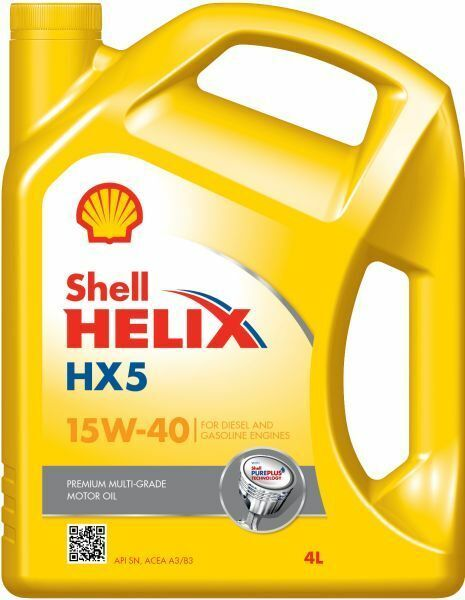 Shell
HELIX
HX5
15W-40
FOR DIESEL AND
GASOLINE ENGINES
PREMIUM MULTI-GRADE
MOTOR OIL
Shell
PUREPLUS
TECHNOLOGY
API SN, ACEA A3/B3
4L